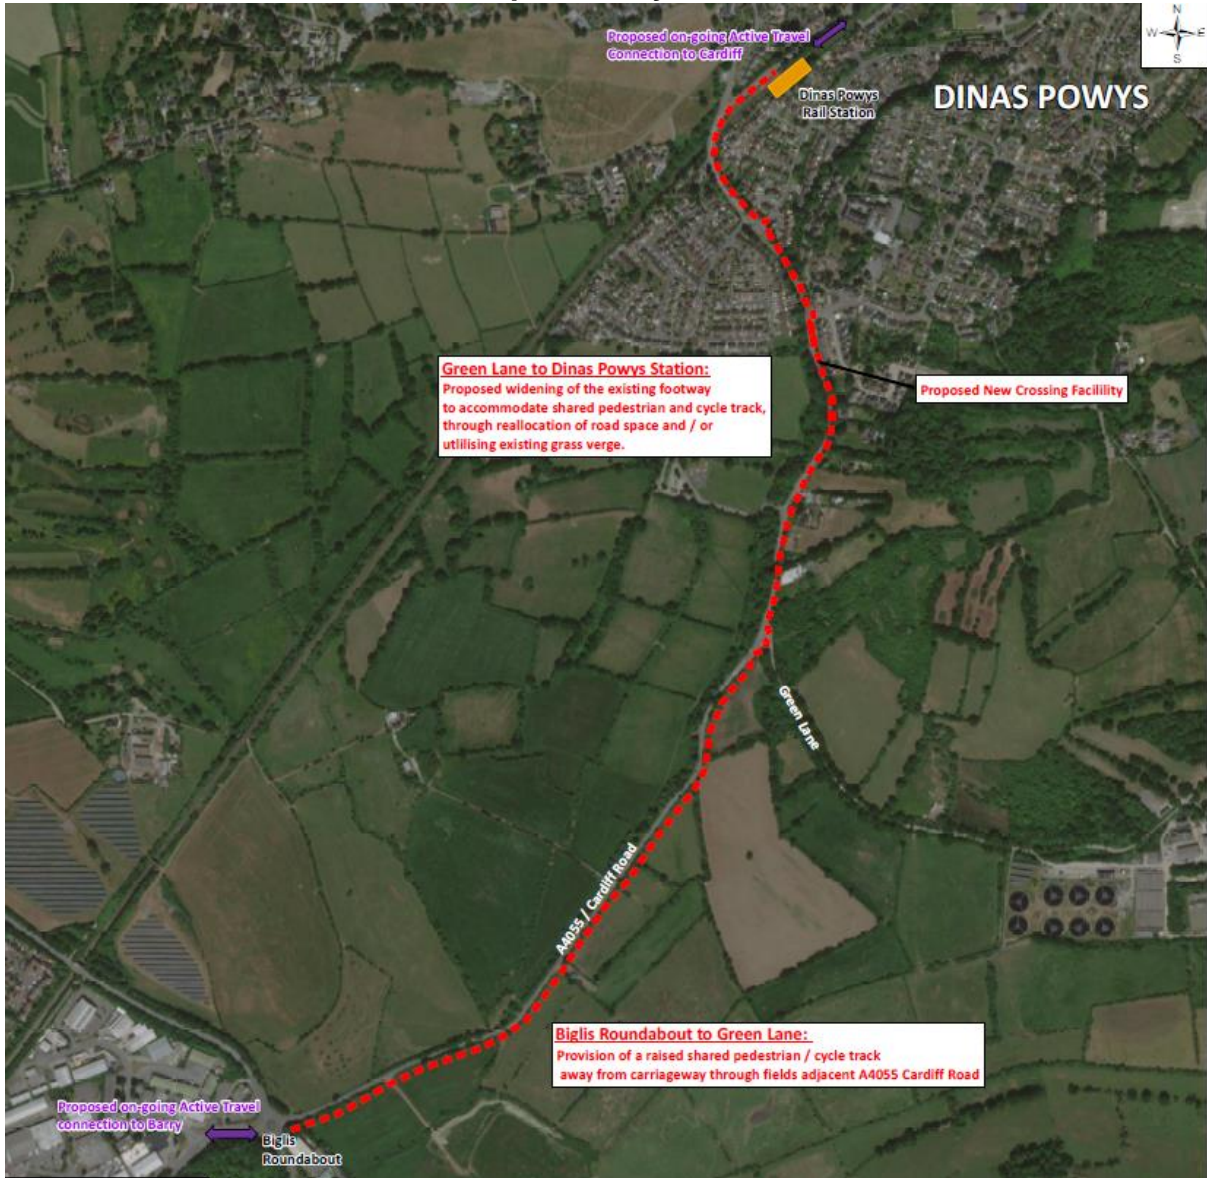 N
W E
S
Proposed on-going Active Travel
Connection to Cardiff
Dinas Powys
Rail Station
DINAS POWYS
Green Lane to Dinas Powys Station:
Proposed widening of the existing footway
to accommodate shared pedestrian and cycle track,
through reallocation of road space and / or
utlilising existing grass verge.
Proposed New Crossing Facilility
Green Lane
A4055 / Cardiff Road
Biglis Roundabout to Green Lane:
Provision of a raised shared pedestrian / cycle track
away from carriageway through fields adjacent A4055 Cardiff Road
Proposed on-going Active Travel
connection to Barry
Biglis
Roundabout